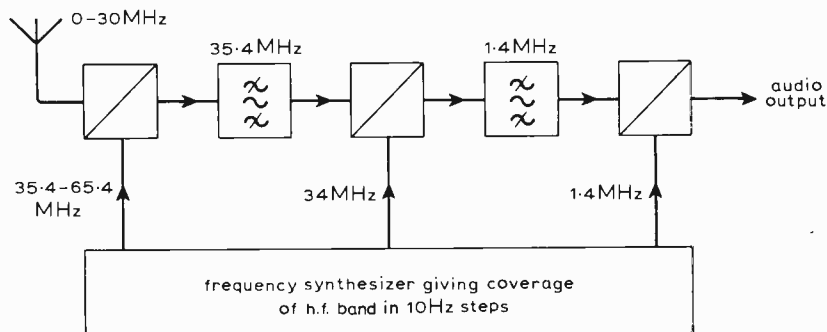 0-30MHz
35·4MHz
1·4MHz
audio
output
35·4-65·4
MHz
34MHz
1·4MHz
frequency synthesizer giving coverage
of h.f. band in 10Hz steps